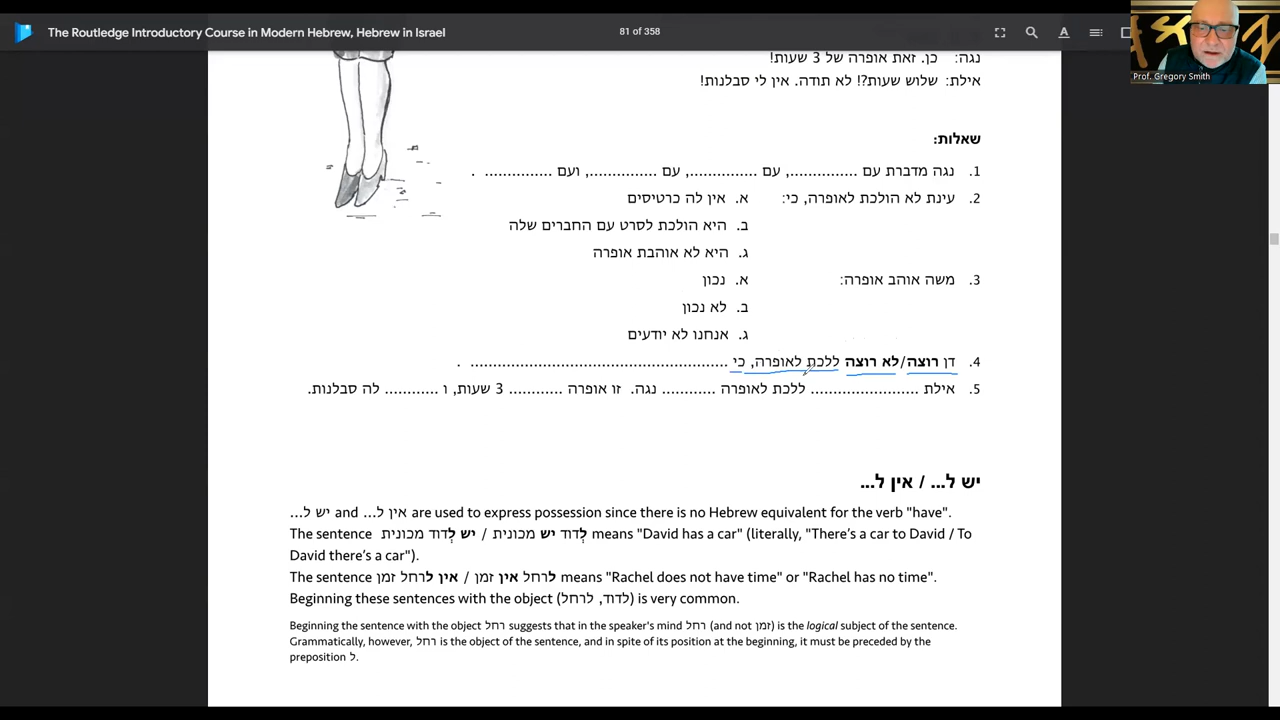 The Routledge Introductory Course in Modern Hebrew, Hebrew in Israel
81 of 358
Prof. Gregory Smith
נגה: כן. זאת אופרה של 3 שעות!
אילת: שלוש שעות?! לא תודה. אין לי סבלנות!
שאלות:
1. נגה מדברת עם ..............., עם ..............., עם ..............., ועם ............... .
2. עינת לא הולכת לאופרה, כי: א. אין לה כרטיסים
ב. היא הולכת לסרט עם החברים שלה
ג. היא לא אוהבת אופרה
3. משה אוהב אופרה: א. נכון
ב. לא נכון
ג. אנחנו לא יודעים
4. דן רוצה/לא רוצה ללכת לאופרה, כי ......................................................... .
5. אילת ....................... ללכת לאופרה ............ נגה. זו אופרה ............ 3 שעות, ו ............ לה סבלנות.
יש ל... / אין ל...
יש ל... and אין ל... are used to express possession since there is no Hebrew equivalent for the verb "have".
The sentence לְדוד יש מכונית / יש לְדוד מכונית means "David has a car" (literally, "There's a car to David / To
David there's a car").
The sentence לרחל אין זמן / אין לרחל זמן means "Rachel does not have time" or "Rachel has no time".
Beginning these sentences with the object (לדוד, לרחל) is very common.
Beginning the sentence with the object רחל suggests that in the speaker's mind רחל (and not זמן) is the logical subject of the sentence.
Grammatically, however, רחל is the object of the sentence, and in spite of its position at the beginning, it must be preceded by the
preposition ל.